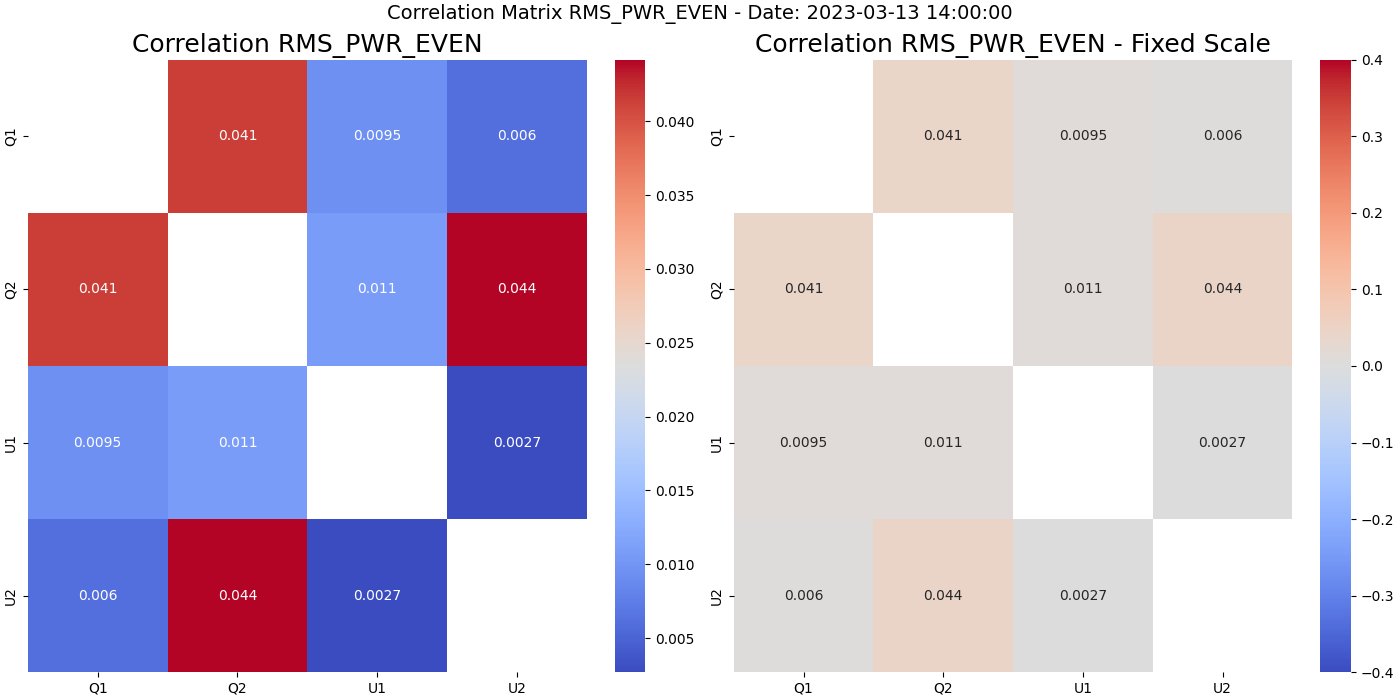 Correlation Matrix RMS_PWR_EVEN - Date: 2023-03-13 14:00:00
Correlation RMS_PWR_EVEN
Q1
0.041
0.0095
0.006
Q2
0.041
0.011
0.044
U1
0.0095
0.011
0.0027
U2
0.006
0.044
0.0027
Q1
Q2
U1
U2
0.040
0.035
0.030
0.025
0.020
0.015
0.010
0.005
Correlation RMS_PWR_EVEN - Fixed Scale
Q1
0.041
0.0095
0.006
Q2
0.041
0.011
0.044
U1
0.0095
0.011
0.0027
U2
0.006
0.044
0.0027
Q1
Q2
U1
U2
0.4
0.3
0.2
0.1
0.0
−0.1
−0.2
−0.3
−0.4